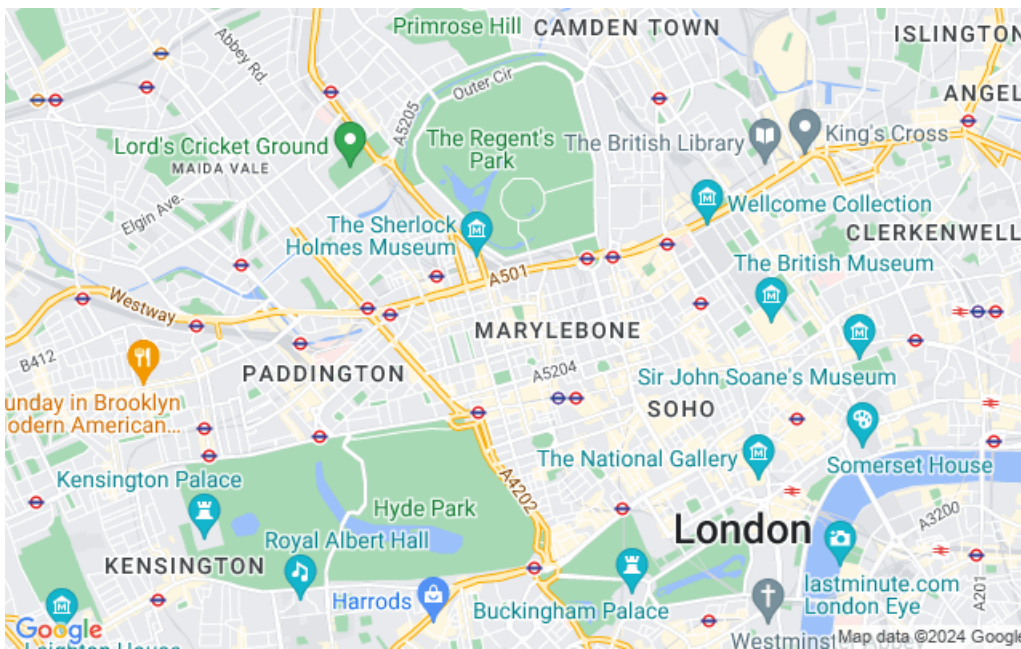 Primrose Hill
CAMDEN TOWN
ISLINGTON
Abbey Rd.
Outer Cir
A5205
ANGEL
Lord's Cricket Ground
The Regent's
Park
The British Library
King's Cross
MAIDA VALE
Elgin Ave.
The Sherlock
Holmes Museum
Wellcome Collection
CLERKENWELL
A501
The British Museum
Westway
MARYLEBONE
B412
PADDINGTON
A5204
Sir John Soane's Museum
unday in Brooklyn
odern American...
SOHO
The National Gallery
Somerset House
Kensington Palace
A4202
Hyde Park
A3200
Royal Albert Hall
London
KENSINGTON
Harrods
Buckingham Palace
lastminute.com
London Eye
A201
Google
Leighton House
Westminster Abbey
Map data ©2024 Google